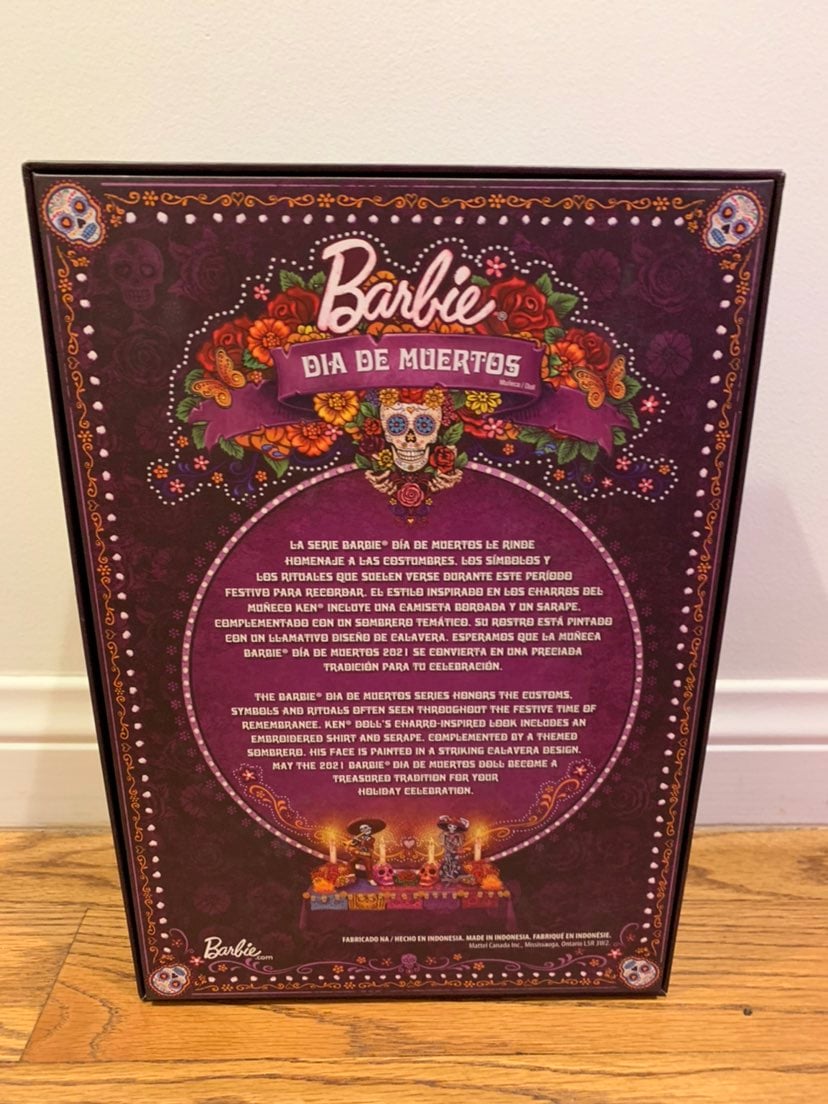 Barbie®
DIA DE MUERTOS
Muñeca / Doll
LA SERIE BARBIE® DÍA DE MUERTOS LE RINDE
HOMENAJE A LAS COSTUMBRES, LOS SÍMBOLOS Y
LOS RITUALES QUE SUELEN VERSE DURANTE ESTE PERÍODO
FESTIVO PARA RECORDAR. EL ESTILO INSPIRADO EN LOS CHARROS DEL
MUÑECO KEN® INCLUYE UNA CAMISETA BORDADA Y UN SARAPE,
COMPLEMENTADO CON UN SOMBRERO TEMÁTICO. SU ROSTRO ESTÁ PINTADO
CON UN LLAMATIVO DISEÑO DE CALAVERA. ESPERAMOS QUE LA MUÑECA
BARBIE® DÍA DE MUERTOS 2021 SE CONVIERTA EN UNA PRECIADA
TRADICIÓN PARA TU CELEBRACIÓN.
THE BARBIE® DIA DE MUERTOS SERIES HONORS THE CUSTOMS,
SYMBOLS AND RITUALS OFTEN SEEN THROUGHOUT THE FESTIVE TIME OF
REMEMBRANCE. KEN® DOLL'S CHARRO-INSPIRED LOOK INCLUDES AN
EMBROIDERED SHIRT AND SERAPE, COMPLEMENTED BY A THEMED
SOMBRERO. HIS FACE IS PAINTED IN A STRIKING CALAVERA DESIGN.
MAY THE 2021 BARBIE® DIA DE MUERTOS DOLL BECOME A
TREASURED TRADITION FOR YOUR
HOLIDAY CELEBRATION.
FABRICADO NA / HECHO EN INDONESIA. MADE IN INDONESIA. FABRIQUÉ EN INDONÉSIE.
Mattel Canada Inc., Mississauga, Ontario L5R 3W2.
Barbie.com